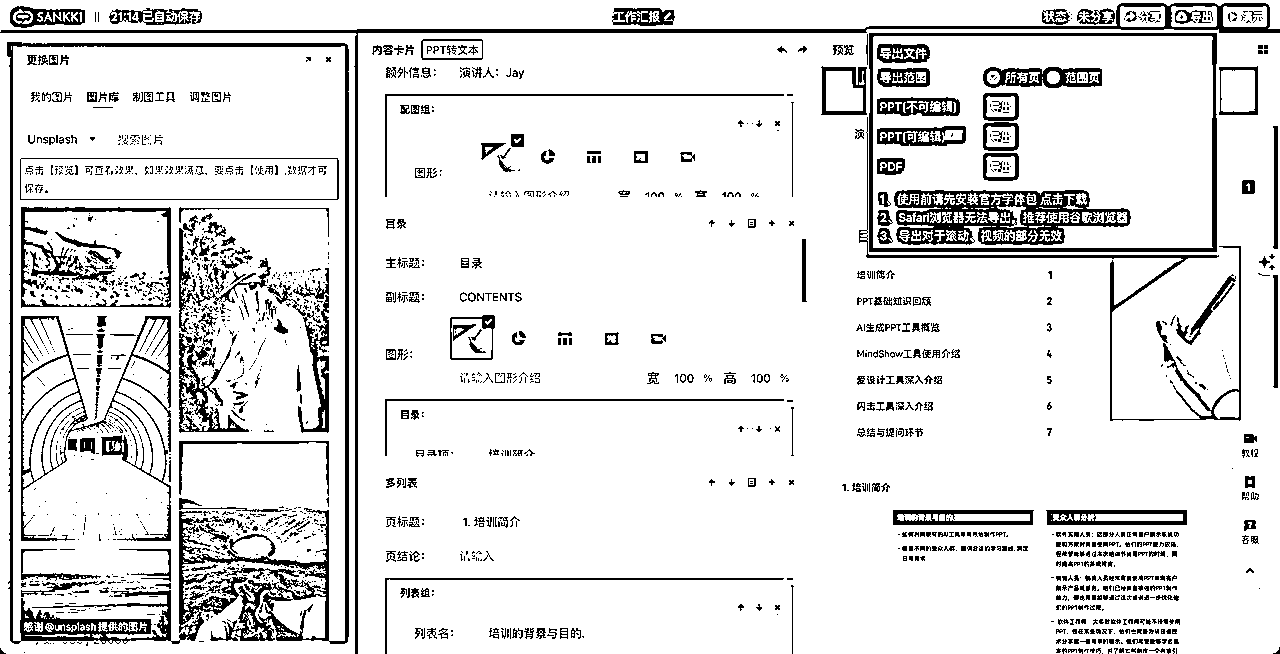 SANKKI || 21:14 已自动保存
工作汇报
状态: 未分享 分享 导出 演示
更换图片
我的图片 图片库 制图工具 调整图片
Unsplash 搜索图片
点击【预览】可查看效果、如果效果满意、要点击【使用】,数据才可
保存。
感谢@unsplash提供的图片
内容卡片 PPT转文本
额外信息: 演讲人: Jay
配图组:
图形:
请输入图形介绍 宽 100 % 高 100 %
目录
主标题: 目录
副标题: CONTENTS
图形:
请输入图形介绍 宽 100 % 高 100 %
目录:
目录项: 培训简介
多列表
页标题: 1. 培训简介
页结论: 请输入
列表组:
列表名: 培训的背景与目的.
预览
导出文件
导出范围 所有页 范围页
PPT(不可编辑) 导出
PPT(可编辑) 导出
PDF 导出
1、使用前请先安装官方字体包 点击下载
2、Safari浏览器无法导出, 推荐使用谷歌浏览器
3、导出对于滚动、视频的部分无效
1
培训简介 1
PPT基础知识回顾 2
AI生成PPT工具概览 3
MindShow工具使用介绍 4
爱设计工具深入介绍 5
闪击工具深入介绍 6
总结与提问环节 7
1. 培训简介
教程
帮助
客服